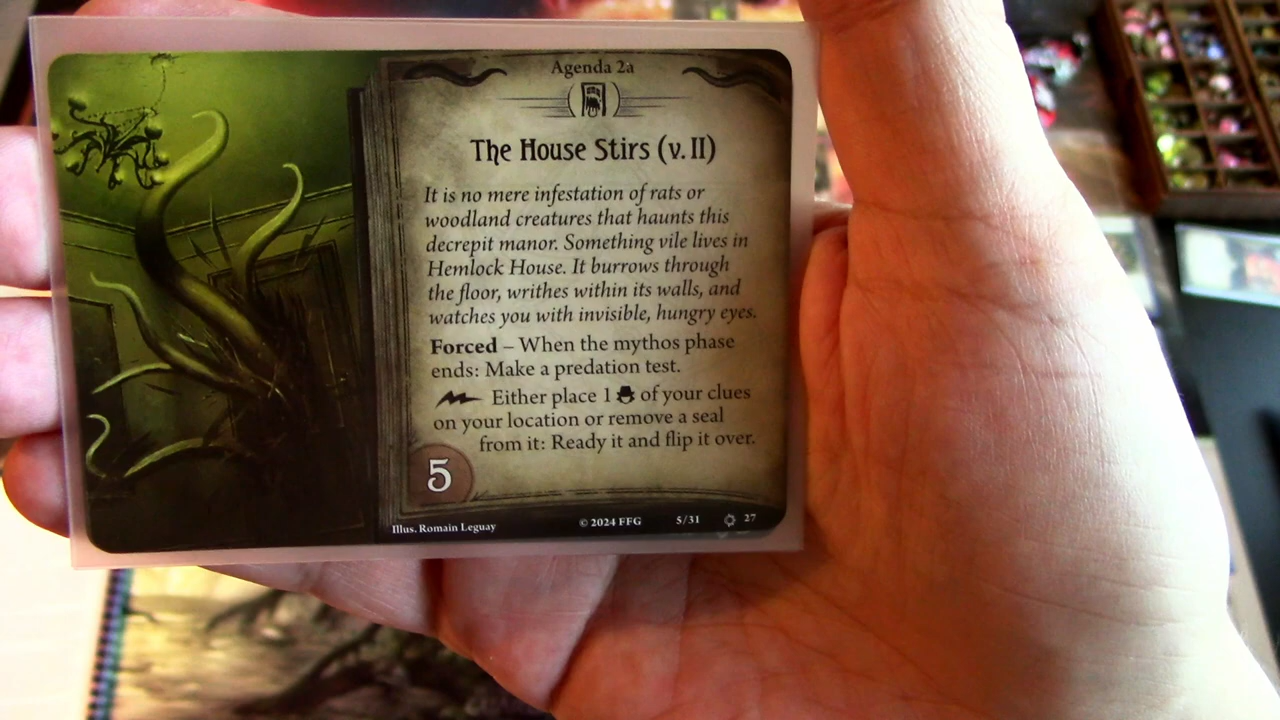 Agenda 2a
The House Stirs (v. II)
It is no mere infestation of rats or
woodland creatures that haunts this
decrepit manor. Something vile lives in
Hemlock House. It burrows through
the floor, writhes within its walls, and
watches you with invisible, hungry eyes.
Forced – When the mythos phase
ends: Make a predation test.
Either place 1 of your clues
on your location or remove a seal
from it: Ready it and flip it over.
5
Illus. Romain Leguay © 2024 FFG 5/31 27